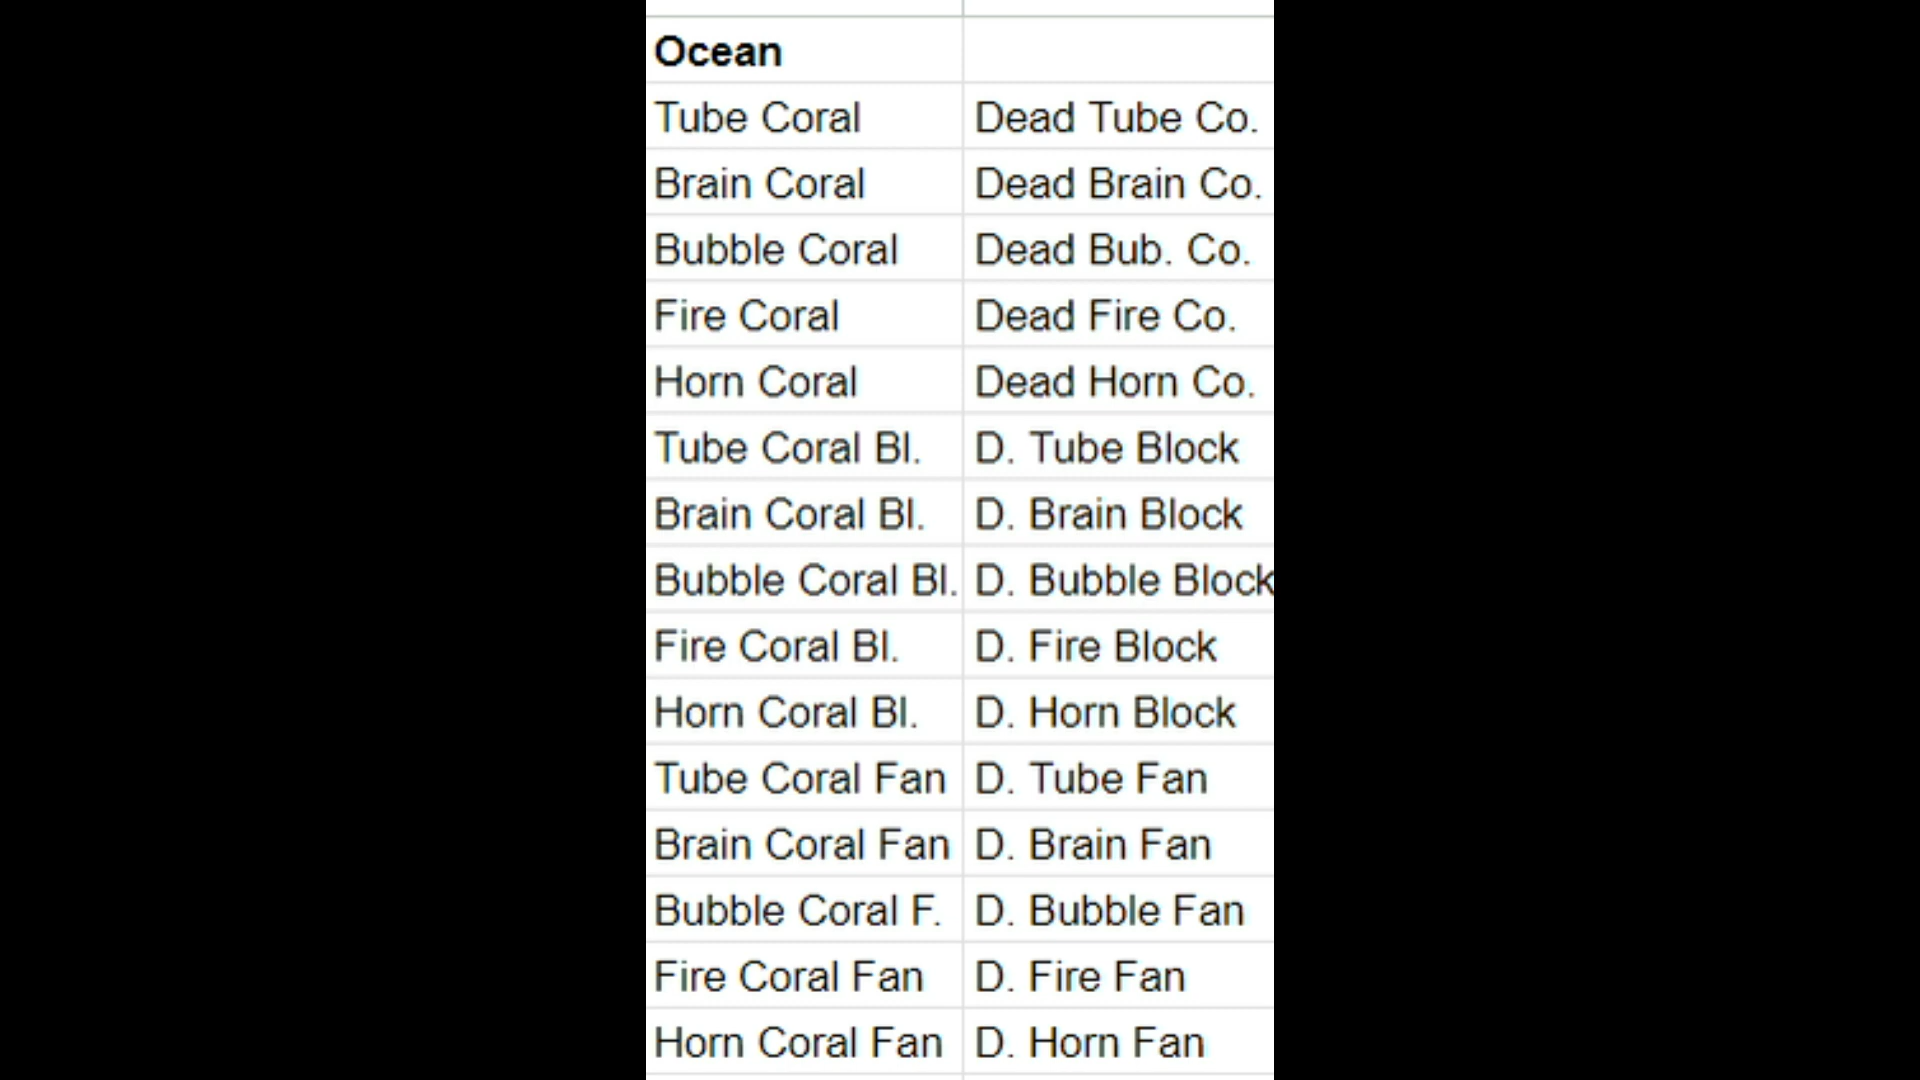 Ocean
Tube Coral Dead Tube Co.
Brain Coral Dead Brain Co.
Bubble Coral Dead Bub. Co.
Fire Coral Dead Fire Co.
Horn Coral Dead Horn Co.
Tube Coral Bl. D. Tube Block
Brain Coral Bl. D. Brain Block
Bubble Coral Bl. D. Bubble Block
Fire Coral Bl. D. Fire Block
Horn Coral Bl. D. Horn Block
Tube Coral Fan D. Tube Fan
Brain Coral Fan D. Brain Fan
Bubble Coral F. D. Bubble Fan
Fire Coral Fan D. Fire Fan
Horn Coral Fan D. Horn Fan